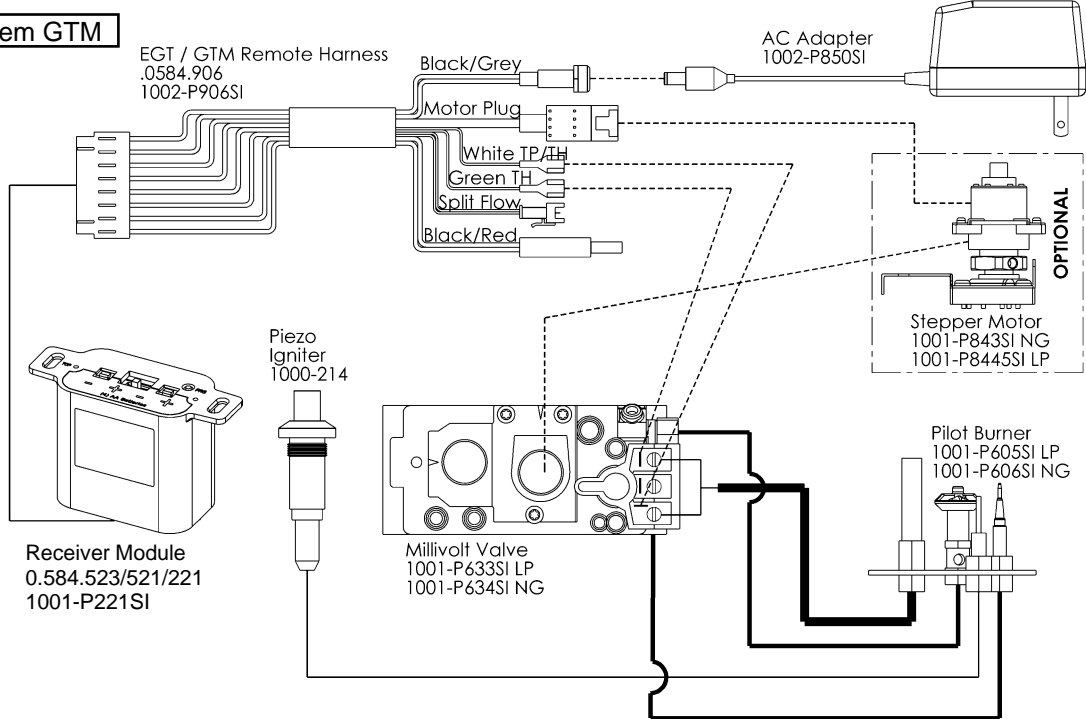 em GTM
EGT / GTM Remote Harness
.0584.906
1002-P906SI
Black/Grey
Motor Plug
White TP/TH
Green TH
Split Flow
Black/Red
AC Adapter
1002-P850SI
OPTIONAL
Stepper Motor
1001-P843SI NG
1001-P8445SI LP
Piezo
Igniter
1000-214
Receiver Module
0.584.523/521/221
1001-P221SI
Millivolt Valve
1001-P633SI LP
1001-P634SI NG
Pilot Burner
1001-P605SI LP
1001-P606SI NG